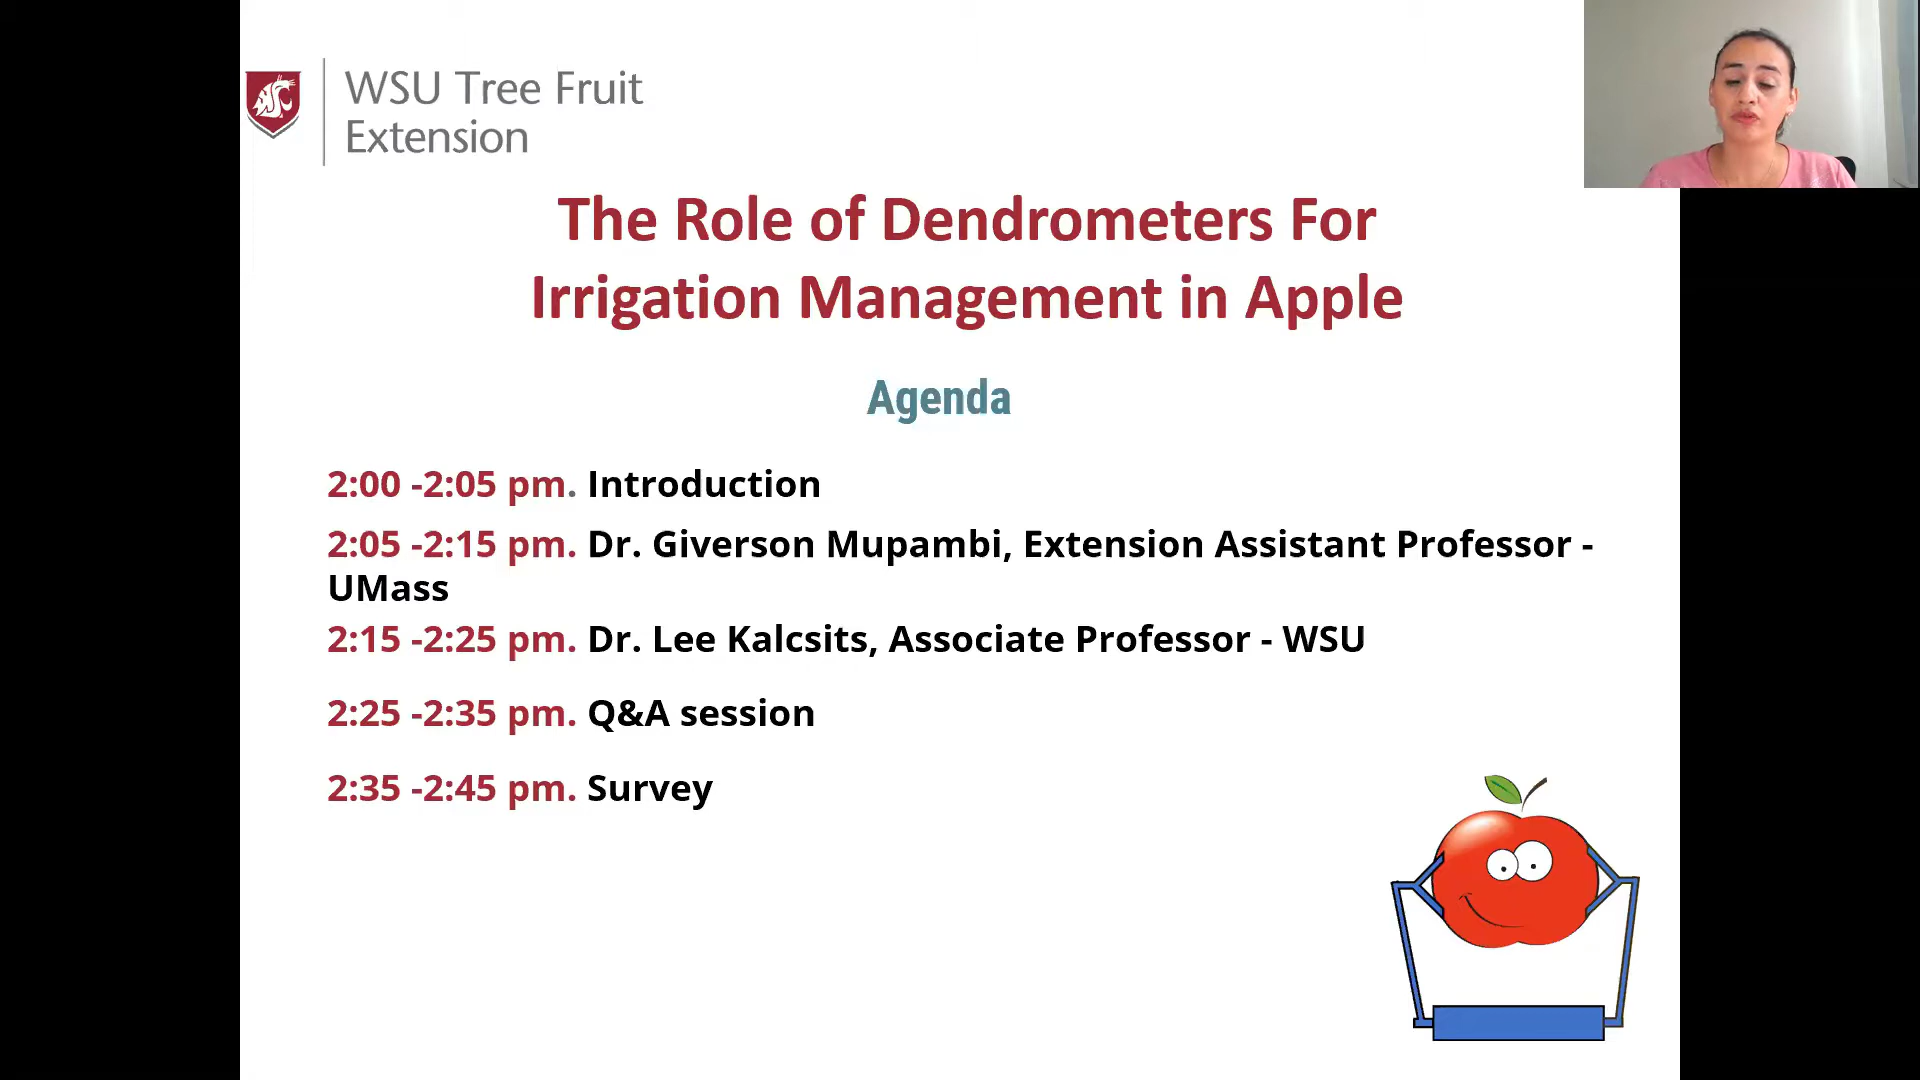 WSU Tree Fruit
Extension
The Role of Dendrometers For
Irrigation Management in Apple
Agenda
2:00 -2:05 pm. Introduction
2:05 -2:15 pm. Dr. Giverson Mupambi, Extension Assistant Professor -
UMass
2:15 -2:25 pm. Dr. Lee Kalcsits, Associate Professor - WSU
2:25 -2:35 pm. Q&A session
2:35 -2:45 pm. Survey